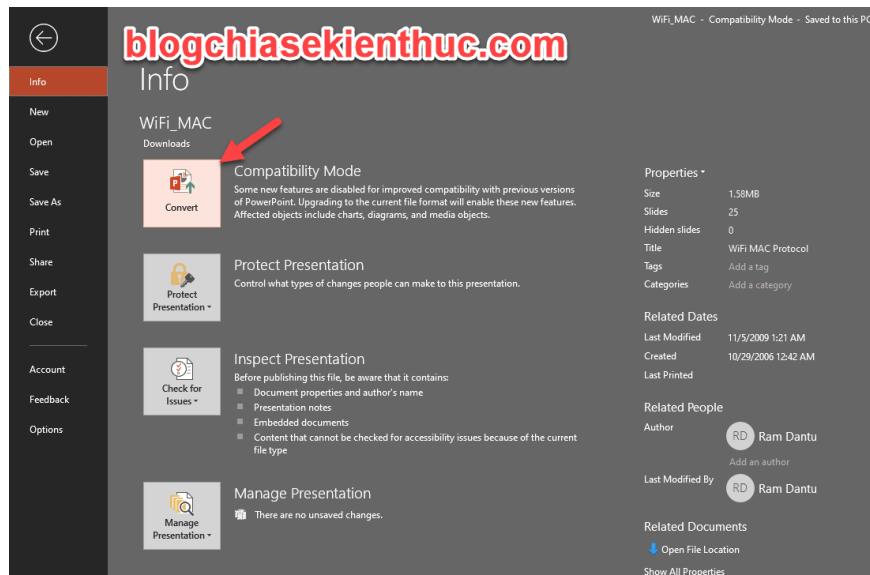 WiFi_MAC - Compatibility Mode - Saved to this PC
blogchiasekienthuc.com
Info
New
Open
Save
Save As
Print
Share
Export
Close
Account
Feedback
Options
Info
WiFi_MAC
Downloads
Convert
Compatibility Mode
Some new features are disabled for improved compatibility with previous versions
of PowerPoint. Upgrading to the current file format will enable these new features.
Affected objects include charts, diagrams, and media objects.
Protect
Presentation
Protect Presentation
Control what types of changes people can make to this presentation.
Check for
Issues
Inspect Presentation
Before publishing this file, be aware that it contains:
Document properties and author's name
Presentation notes
Embedded documents
Content that cannot be checked for accessibility issues because of the current
file type
Manage
Presentation
Manage Presentation
There are no unsaved changes.
Properties
Size 1.58MB
Slides 25
Hidden slides 0
Title WiFi MAC Protocol
Tags Add a tag
Categories Add a category
Related Dates
Last Modified 11/5/2009 1:21 AM
Created 10/29/2006 12:42 AM
Last Printed
Related People
Author RD Ram Dantu
Add an author
Last Modified By RD Ram Dantu
Related Documents
Open File Location
Show All Properties